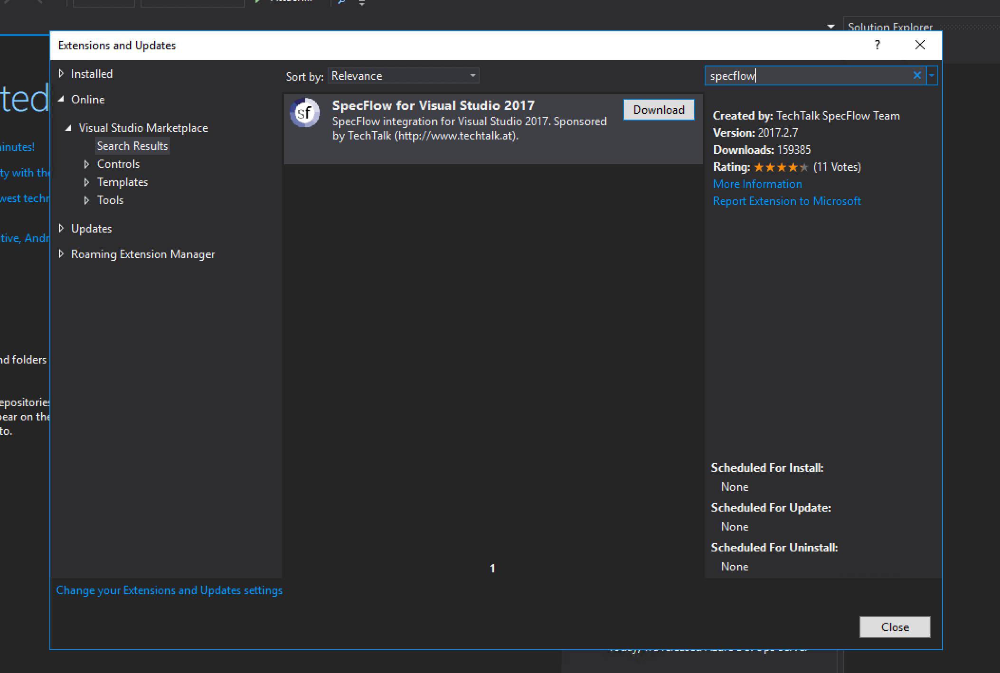 Solution Explorer
Extensions and Updates
?
Installed
Online
Visual Studio Marketplace
Search Results
Controls
Templates
Tools
Updates
Roaming Extension Manager
Change your Extensions and Updates settings
Sort by: Relevance
sf
SpecFlow for Visual Studio 2017
SpecFlow integration for Visual Studio 2017. Sponsored
by TechTalk (http://www.techtalk.at).
Download
1
specflow
Created by: TechTalk SpecFlow Team
Version: 2017.2.7
Downloads: 159385
Rating: (11 Votes)
More Information
Report Extension to Microsoft
Scheduled For Install:
None
Scheduled For Update:
None
Scheduled For Uninstall:
None
Close
ted
inutes!
ty with the
west techn
tive, Andr
nd folders
epositories
pear on the
to.